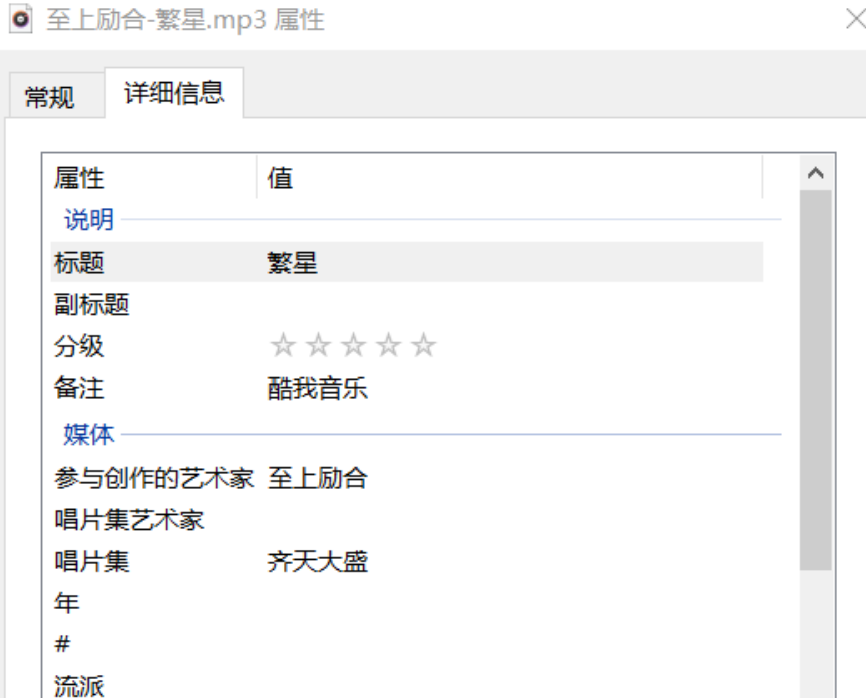 至上励合-繁星.mp3 属性
常规 详细信息
属性 值
说明
标题 繁星
副标题
分级
备注 酷我音乐
媒体
参与创作的艺术家 至上励合
唱片集艺术家
唱片集 齐天大盛
年
#
流派